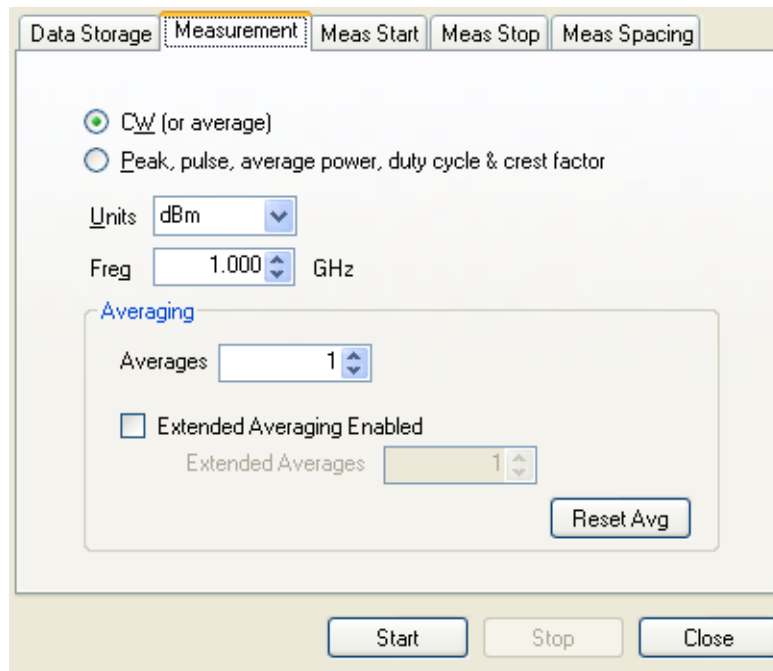 Data Storage Measurement Meas Start Meas Stop Meas Spacing
CW (or average)
Peak, pulse, average power, duty cycle & crest factor
Units dBm
Freg 1.000 GHz
Averaging
Averages 1
Extended Averaging Enabled
Extended Averages 1
Reset Avg
Start Stop Close